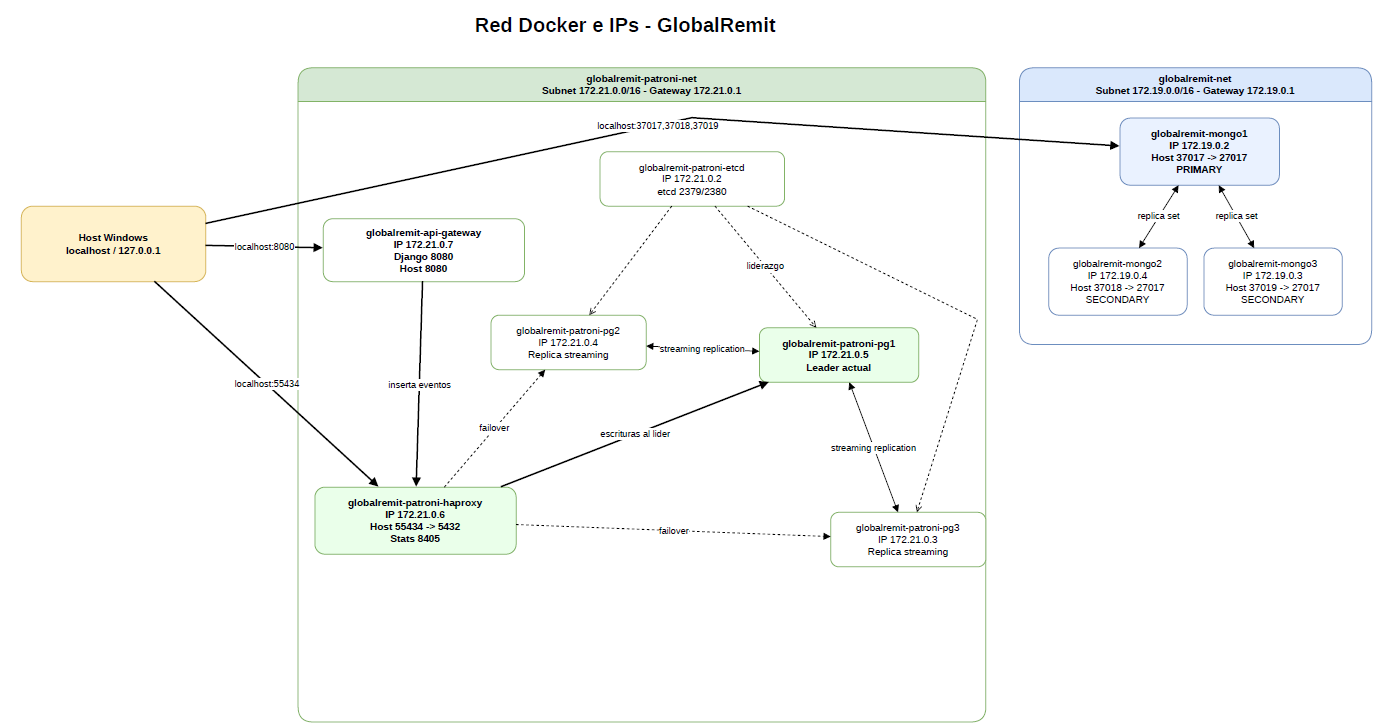 Red Docker e IPs - GlobalRemit
globalremit-patroni-net
Subnet 172.21.0.0/16 - Gateway 172.21.0.1
globalremit-net
Subnet 172.19.0.0/16 - Gateway 172.19.0.1
localhost:37017,37018,37019
globalremit-mongo1
IP 172.19.0.2
Host 37017 -> 27017
PRIMARY
globalremit-patroni-etcd
IP 172.21.0.2
etcd 2379/2380
Host Windows
localhost / 127.0.0.1
localhost:8080
globalremit-api-gateway
IP 172.21.0.7
Django 8080
Host 8080
replica set
replica set
liderazgo
globalremit-mongo2
IP 172.19.0.4
Host 37018 -> 27017
SECONDARY
globalremit-mongo3
IP 172.19.0.3
Host 37019 -> 27017
SECONDARY
globalremit-patroni-pg2
IP 172.21.0.4
Replica streaming
streaming replication
globalremit-patroni-pg1
IP 172.21.0.5
Leader actual
localhost:55434
inserta eventos
failover
escrituras al lider
streaming replication
globalremit-patroni-haproxy
IP 172.21.0.6
Host 55434 -> 5432
Stats 8405
failover
globalremit-patroni-pg3
IP 172.21.0.3
Replica streaming